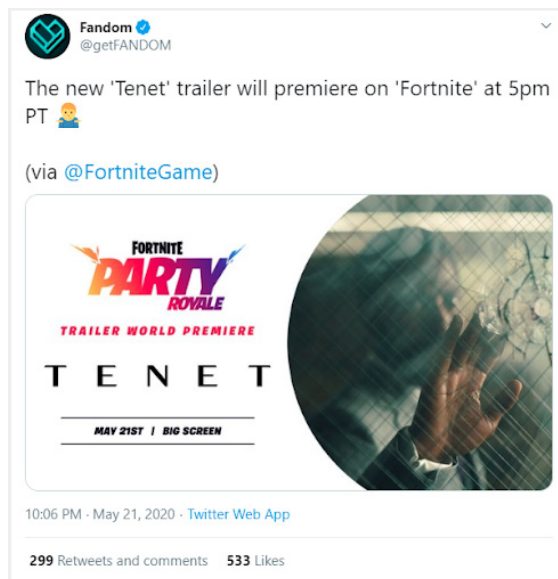 Fandom
@getFANDOM
The new 'Tenet' trailer will premiere on 'Fortnite' at 5pm
PT 🤷‍♂️
(via @FortniteGame)
FORTNITE
PARTY
ROYALE
TRAILER WORLD PREMIERE
TENET
MAY 21ST | BIG SCREEN
10:06 PM · May 21, 2020 · Twitter Web App
299 Retweets and comments 533 Likes